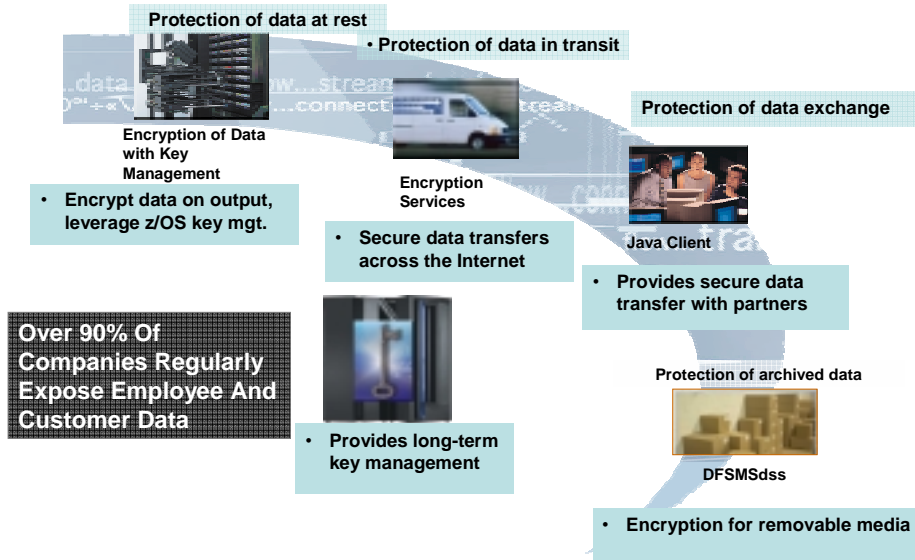 Protection of data at rest
• Protection of data in transit
Protection of data exchange
Encryption of Data
with Key
Management
• Encrypt data on output,
leverage z/OS key mgt.
Encryption
Services
• Secure data transfers
across the Internet
Java Client
• Provides secure data
transfer with partners
Over 90% Of
Companies Regularly
Expose Employee And
Customer Data
• Provides long-term
key management
Protection of archived data
DFSMSdss
• Encryption for removable media